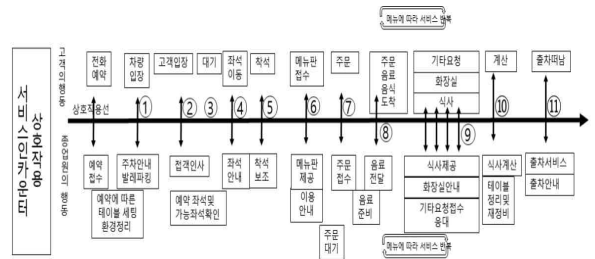 메뉴에 따라 서비스 반복
서비스인카운터
상호작용
고객의행동
전화
예약
차량
입장
고객입장
대기
좌석
이동
착석
메뉴판
접수
주문
주문
음료
음식
도착
기타요청
화장실
식사
계산
출차떠남
상호작용선
①
②
③
④
⑤
⑥
⑦
⑧
⑨
⑩
⑪
종업원의 행동
예약
접수
주차안내
발레파킹
접객인사
좌석
안내
착석
보조
메뉴판
제공
주문
접수
음료
전달
식사제공
화장실안내
기타요청접수
응대
식사계산
테이블
정리및
재정비
출차서비스
출차안내
예약에 따른
테이블 세팅
환경정리
예약 좌석및
가능좌석확인
이용
안내
음료
준비
주문
대기
메뉴에 따라 서비스 반복